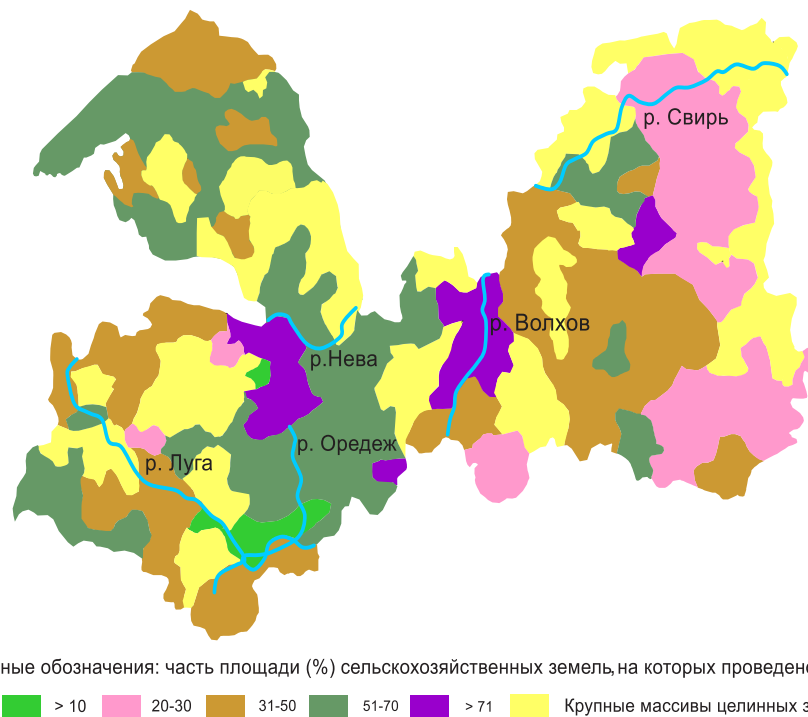 р. Свирь
р. Волхов
р.Нева
р. Оредеж
р. Луга
ные обозначения: часть площади (%) сельскохозяйственных земель, на которых проведен
> 10 20-30 31-50 51-70 > 71 Крупные массивы целинных з